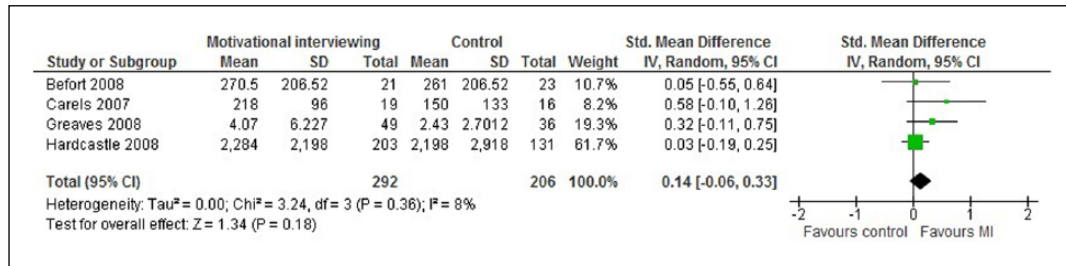 Motivational interviewing Control Std. Mean Difference Std. Mean Difference
Study or Subgroup Mean SD Total Mean SD Total Weight IV, Random, 95% CI IV, Random, 95% CI
Befort 2008 270.5 206.52 21 261 206.52 23 10.7% 0.05 [-0.55, 0.64]
Carels 2007 218 96 19 150 133 16 8.2% 0.58 [-0.10, 1.26]
Greaves 2008 4.07 6.227 49 2.43 2.7012 36 19.3% 0.32 [-0.11, 0.75]
Hardcastle 2008 2,284 2,198 203 2,198 2,918 131 61.7% 0.03 [-0.19, 0.25]
Total (95% CI) 292 206 100.0% 0.14 [-0.06, 0.33]
Heterogeneity: Tau² = 0.00; Chi² = 3.24, df = 3 (P = 0.36); I² = 8%
Test for overall effect: Z = 1.34 (P = 0.18)
-2 -1 0 1 2
Favours control Favours MI